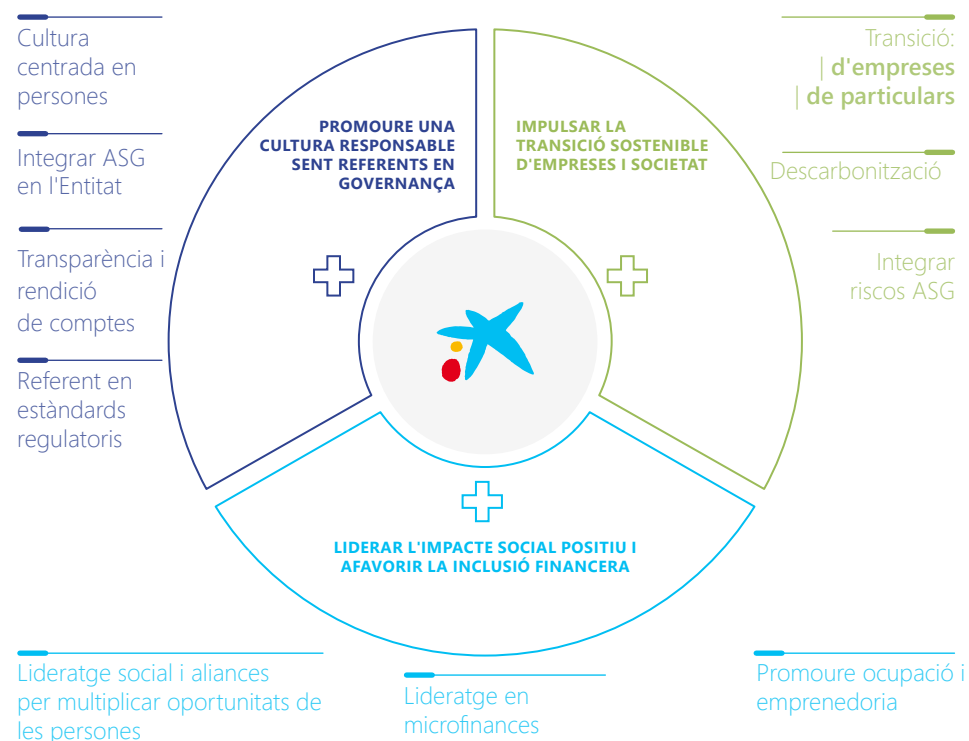 Cultura
centrada en
persones
Integrar ASG
en l'Entitat
Transparència i
rendició
de comptes
Referent en
estàndards
regulatoris
PROMOURE UNA
CULTURA RESPONSABLE
SENT REFERENTS EN
GOVERNANÇA
IMPULSAR LA
TRANSICIÓ SOSTENIBLE
D'EMPRESES I SOCIETAT
Transició:
| d'empreses
| de particulars
Descarbonització
Integrar
riscos ASG
LIDERAR L'IMPACTE SOCIAL POSITIU I
AFAVORIR LA INCLUSIÓ FINANCERA
Lideratge social i aliances
per multiplicar oportunitats de
les persones
Lideratge en
microfinances
Promoure ocupació i
emprenedoria